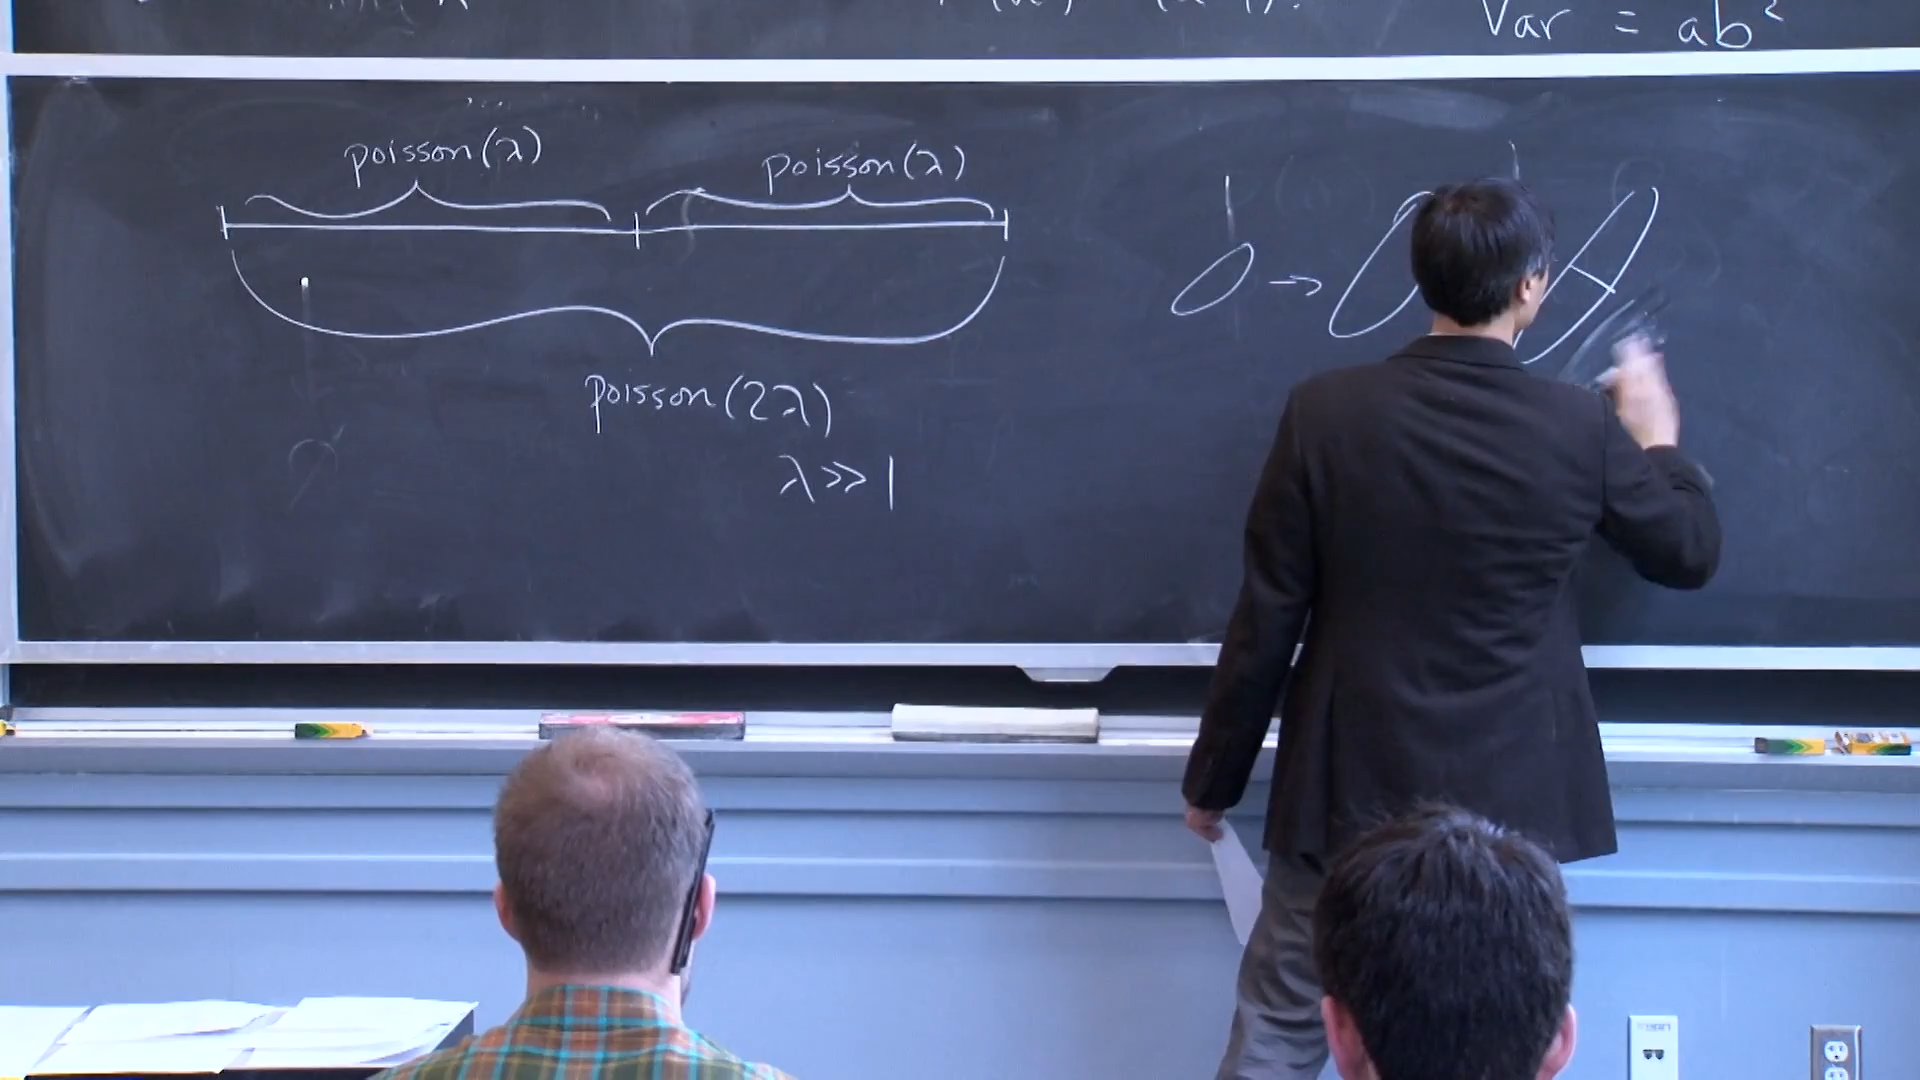 Var = ab²
poisson(λ)
poisson(λ)
poisson(2λ)
λ >> 1